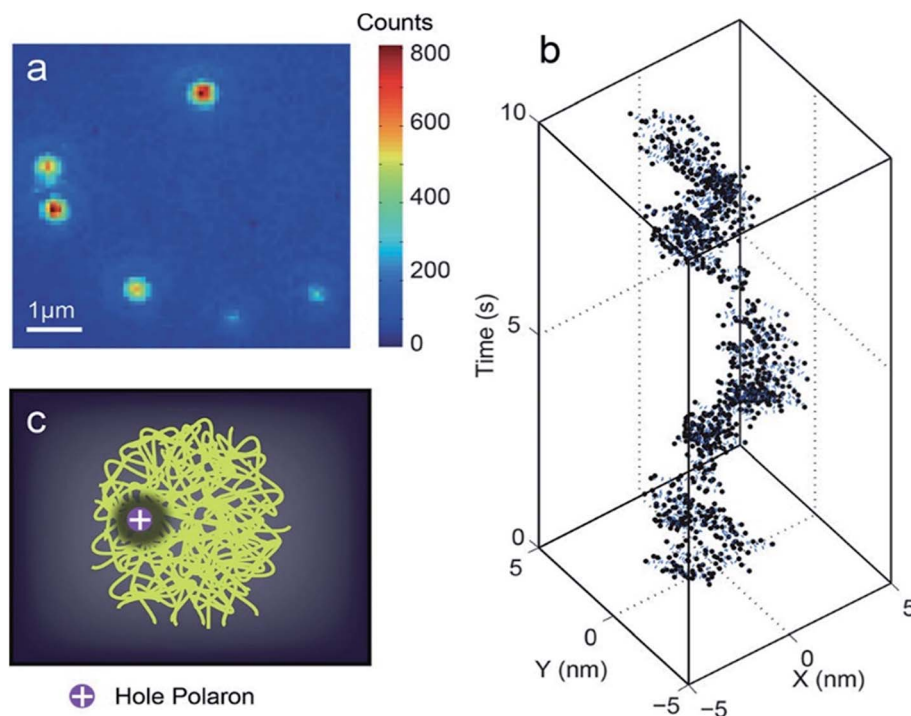 Counts
a
800
600
400
200
0
1μm
b
10
5
0
Time (s)
5
0
−5
Y (nm)
−5
0
5
X (nm)
c
+ Hole Polaron